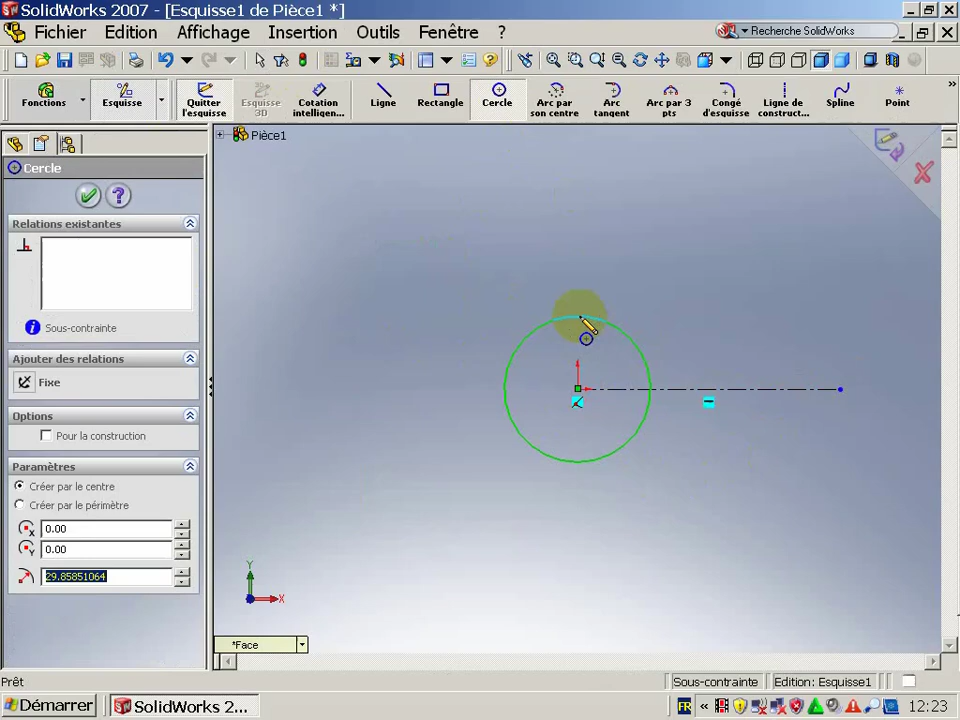 SolidWorks 2007 - [Esquisse1 de Pièce1 *]
Fichier Edition Affichage Insertion Outils Fenêtre ?
Recherche SolidWorks
Fonctions
Esquisse
Quitter l'esquisse
Esquisse 3D
Cotation intelligen...
Ligne
Rectangle
Cercle
Arc par son centre
Arc tangent
Arc par 3 pts
Congé d'esquisse
Ligne de construct...
Spline
Point
»
Pièce1
Cercle
Relations existantes
Sous-contrainte
Ajouter des relations
Fixe
Options
Pour la construction
Paramètres
Créer par le centre
Créer par le périmètre
0.00
0.00
29.85851064
Y
X
*Face
Prêt
Sous-contrainte
Edition: Esquisse1
Démarrer
SolidWorks 2...
FR
«
12:23